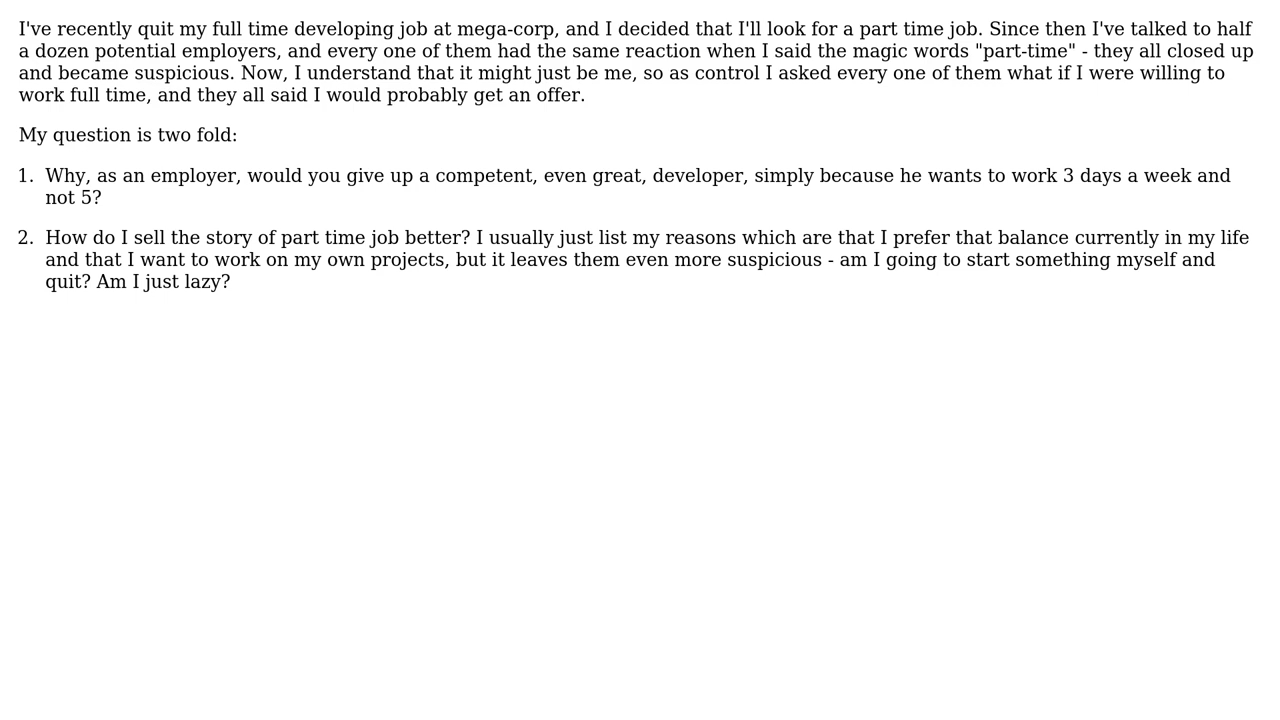 I've recently quit my full time developing job at mega-corp, and I decided that I'll look for a part time job. Since then I've talked to half
a dozen potential employers, and every one of them had the same reaction when I said the magic words "part-time" - they all closed up
and became suspicious. Now, I understand that it might just be me, so as control I asked every one of them what if I were willing to
work full time, and they all said I would probably get an offer.
My question is two fold:
1. Why, as an employer, would you give up a competent, even great, developer, simply because he wants to work 3 days a week and
not 5?
2. How do I sell the story of part time job better? I usually just list my reasons which are that I prefer that balance currently in my life
and that I want to work on my own projects, but it leaves them even more suspicious - am I going to start something myself and
quit? Am I just lazy?